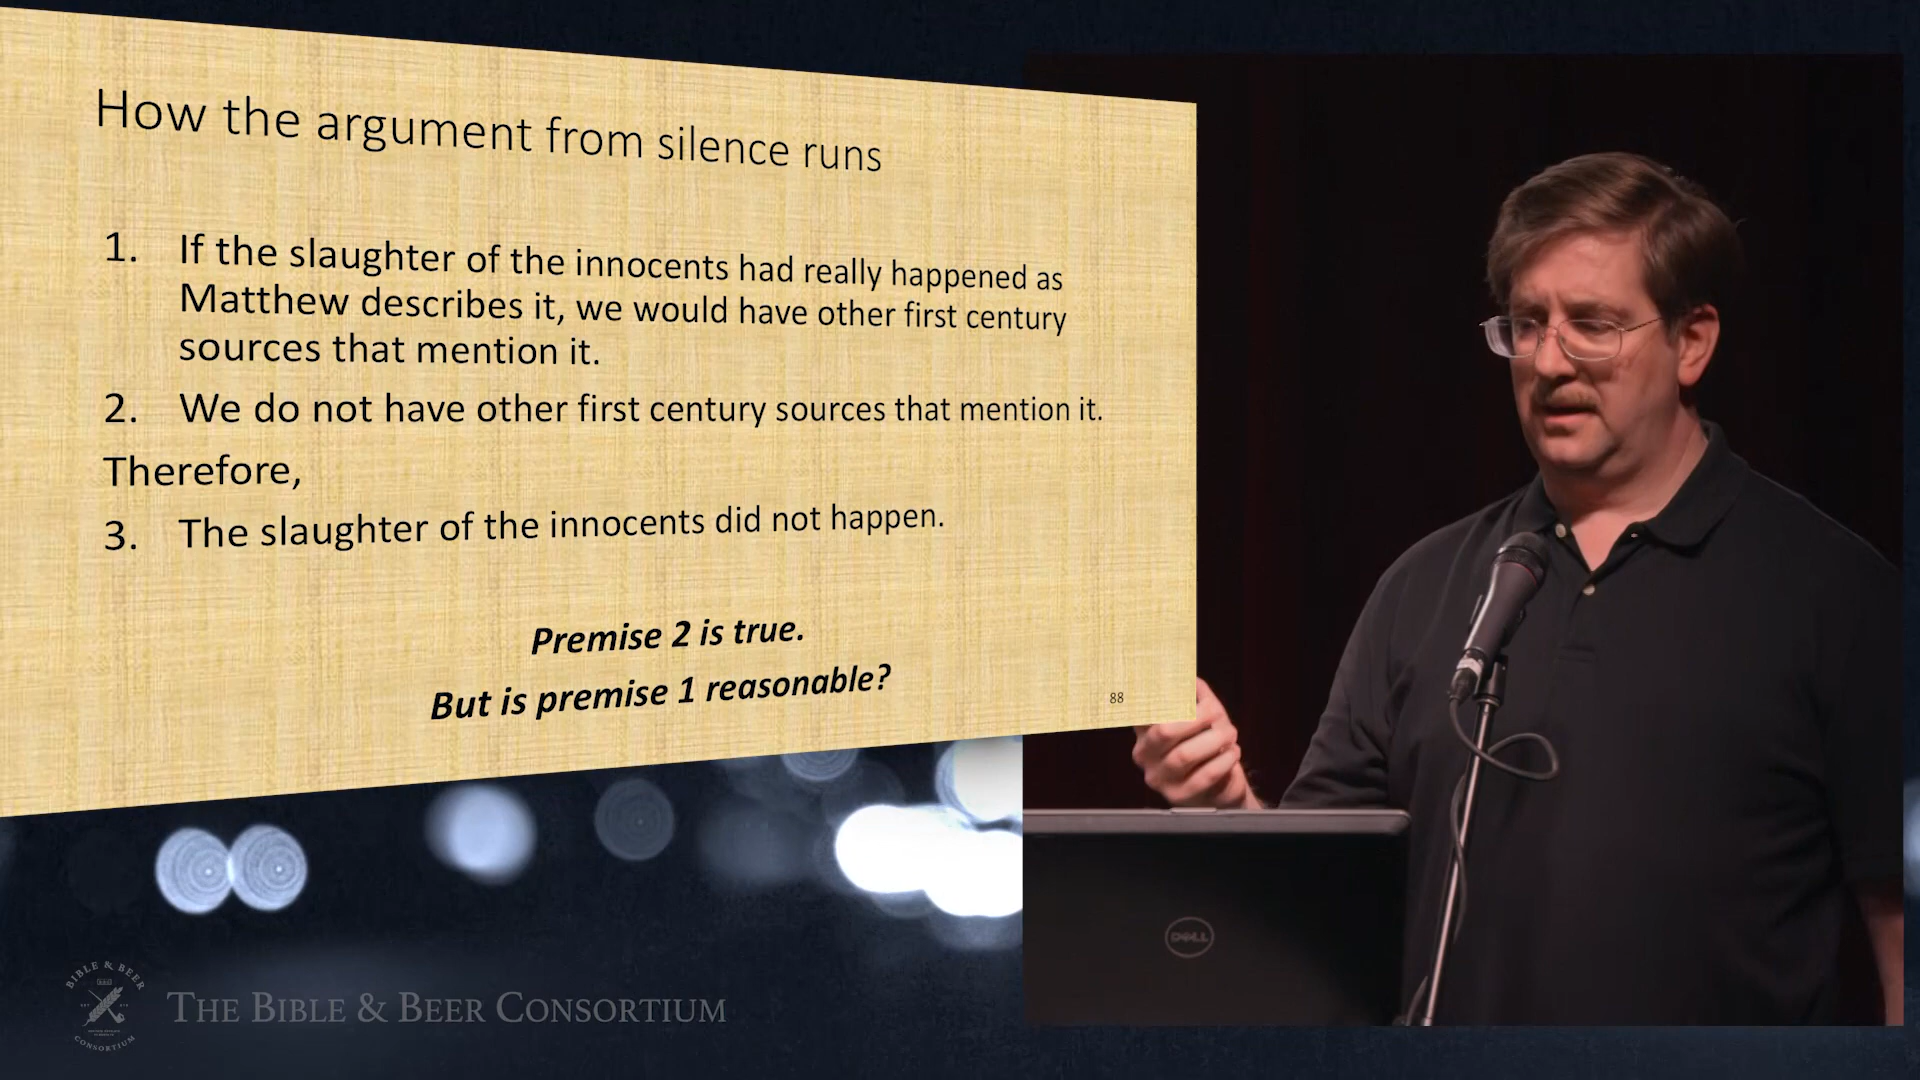 How the argument from silence runs
1. If the slaughter of the innocents had really happened as
Matthew describes it, we would have other first century
sources that mention it.
2. We do not have other first century sources that mention it.
Therefore,
3. The slaughter of the innocents did not happen.
Premise 2 is true.
But is premise 1 reasonable?
88
DELL
BIBLE & BEER
CONSORTIUM
THE BIBLE & BEER CONSORTIUM